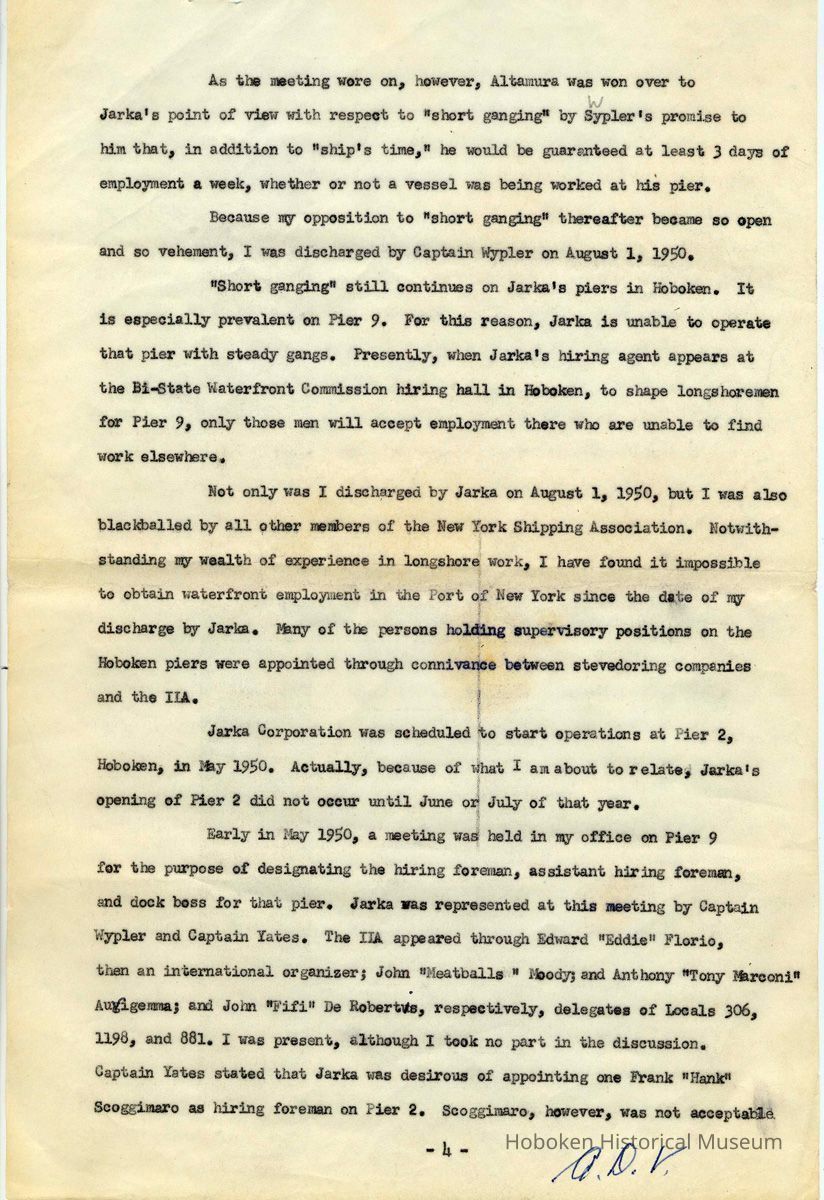 As the meeting wore on, however, Altamura was won over to
Jarka's point of view with respect to "short ganging" by Sypler's promise to
W
him that, in addition to "ship's time," he would be guaranteed at least 3 days of
employment a week, whether or not a vessel was being worked at his pier.
Because my opposition to "short ganging" thereafter became so open
and so vehement, I was discharged by Captain Wypler on August 1, 1950.
"Short ganging" still continues on Jarka's piers in Hoboken. It
is especially prevalent on Pier 9. For this reason, Jarka is unable to operate
that pier with steady gangs. Presently, when Jarka's hiring agent appears at
the Bi-State Waterfront Commission hiring hall in Hoboken, to shape longshoremen
for Pier 9, only those men will accept employment there who are unable to find
work elsewhere.
Not only was I discharged by Jarka on August 1, 1950, but I was also
blackballed by all other members of the New York Shipping Association. Notwith-
standing my wealth of experience in longshore work, I have found it impossible
to obtain waterfront employment in the Port of New York since the date of my
discharge by Jarka. Many of the persons holding supervisory positions on the
Hoboken piers were appointed through connivance between stevedoring companies
and the IIA.
Jarka Corporation was scheduled to start operations at Pier 2,
Hoboken, in May 1950. Actually, because of what I am about to relate, Jarka's
opening of Pier 2 did not occur until June or July of that year.
Early in May 1950, a meeting was held in my office on Pier 9
for the purpose of designating the hiring foreman, assistant hiring foreman,
and dock boss for that pier. Jarka was represented at this meeting by Captain
Wypler and Captain Yates. The IIA appeared through Edward "Eddie" Florio,
then an international organizer; John "Meatballs " Moody; and Anthony "Tony Marconi"
and John "Fifi" De Robertis, respectively, delegates of Locals 306,
1198, and 881. I was present, although I took no part in the discussion.
Captain Yates stated that Jarka was desirous of appointing one Frank "Hank"
Scoggimaro as hiring foreman on Pier 2. Scoggimaro, however, was not acceptable
- 4 -
Hoboken Historical Museum
A.D.V.